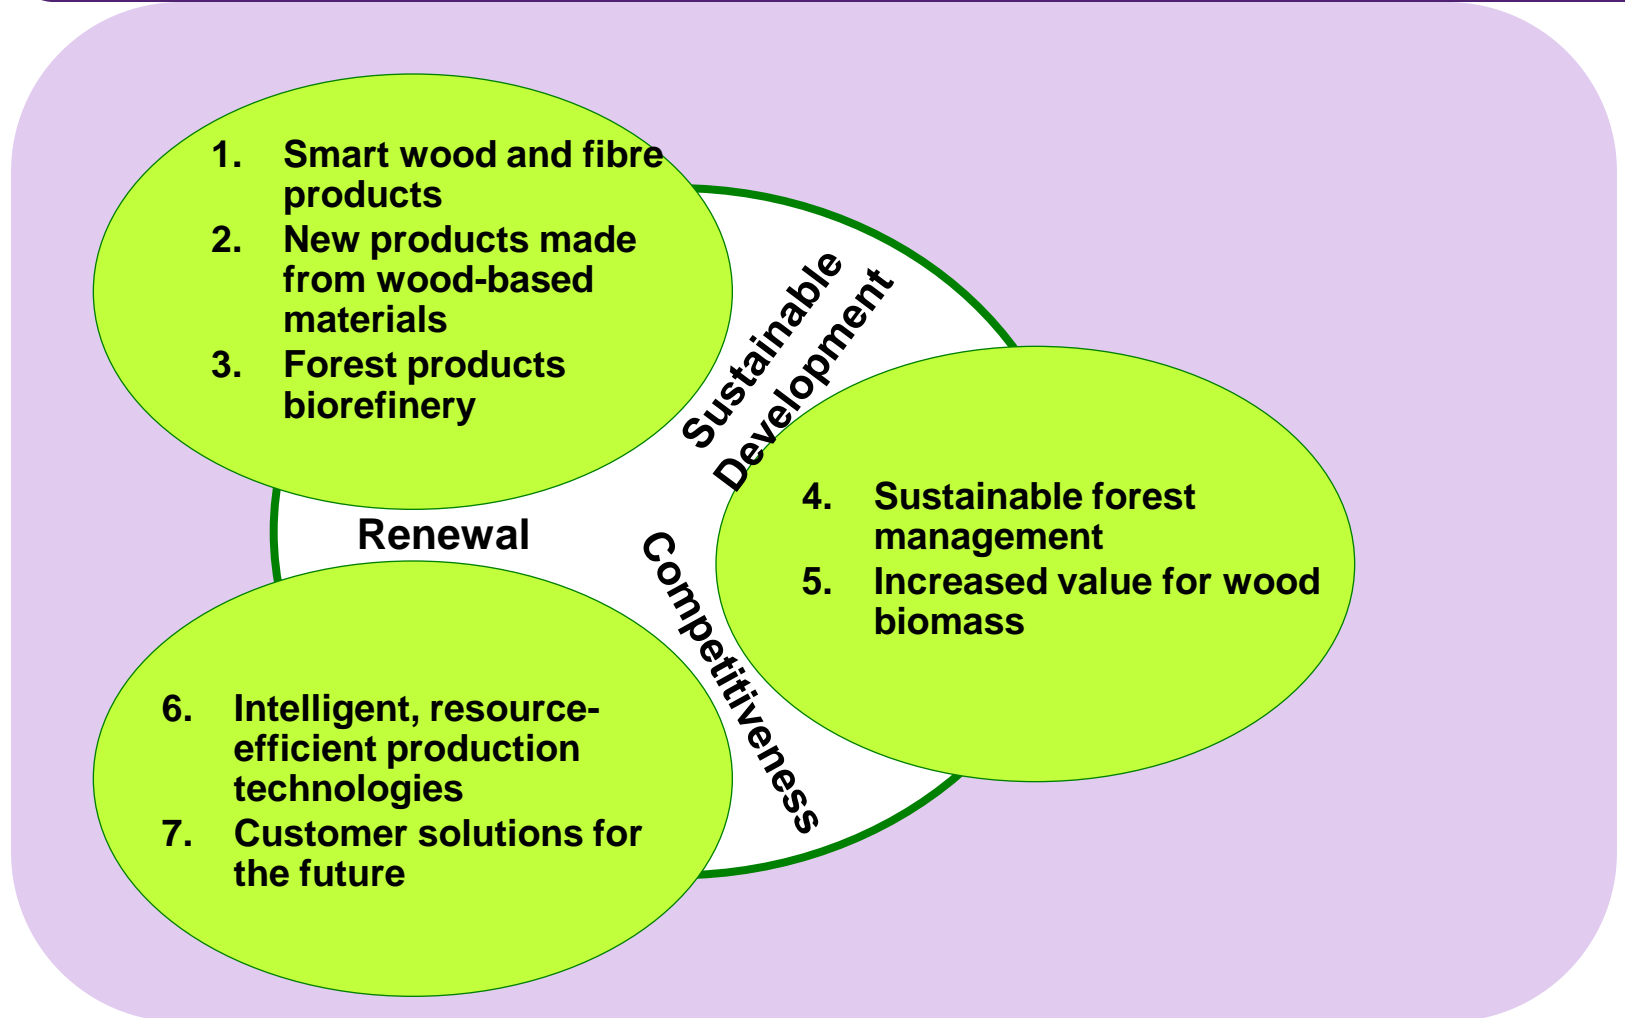 1. Smart wood and fibre
products
2. New products made
from wood-based
materials
3. Forest products
biorefinery
Sustainable
Development
Renewal
Competitiveness
4. Sustainable forest
management
5. Increased value for wood
biomass
6. Intelligent, resource-
efficient production
technologies
7. Customer solutions for
the future